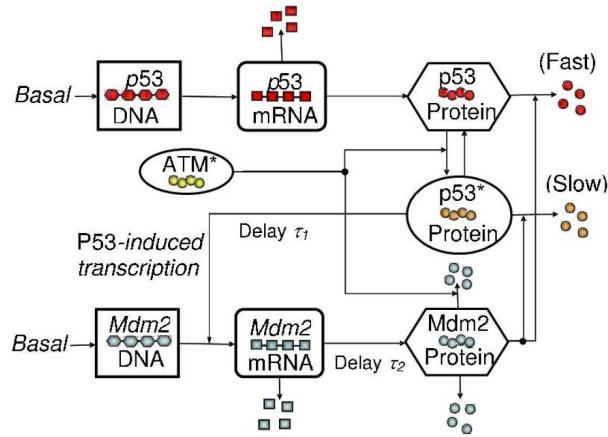 p53
DNA
p53
mRNA
p53
Protein
(Fast)
Basal
ATM*
p53*
Protein
(Slow)
P53-induced
transcription
Delay τ1
Mdm2
DNA
Mdm2
mRNA
Delay τ2
Mdm2
Protein
Basal